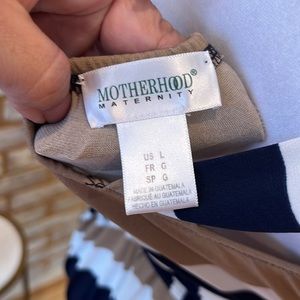 MOTHERHOOD®
MATERNITY
US L
FR G
SP G
MADE IN GUATEMALA
FABRIQUÉ AU GUATEMALA
HECHO EN GUATEMALA